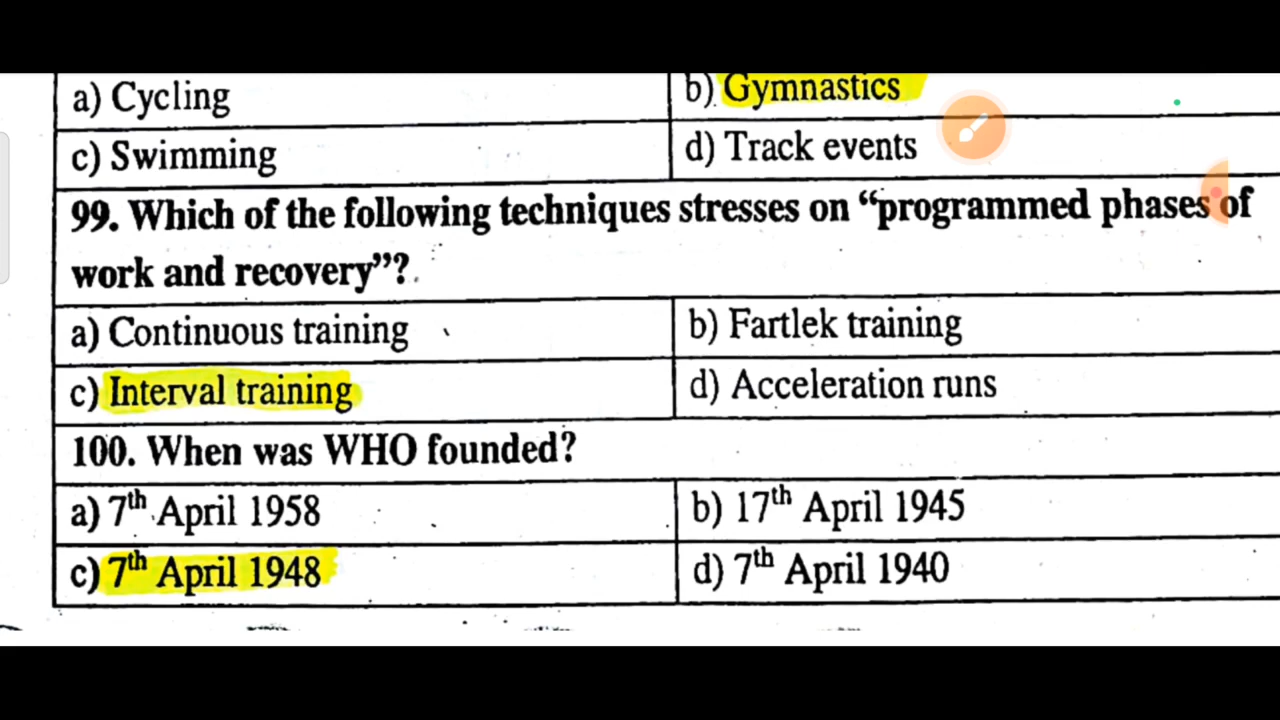 a) Cycling
b) Gymnastics
c) Swimming
d) Track events
99. Which of the following techniques stresses on “programmed phases of
work and recovery”?
a) Continuous training
b) Fartlek training
c) Interval training
d) Acceleration runs
100. When was WHO founded?
a) 7th April 1958
b) 17th April 1945
c) 7th April 1948
d) 7th April 1940